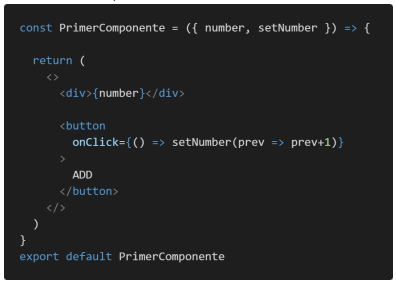 const PrimerComponente = ({ number, setNumber }) => {
return (
<>
<div>{number}</div>
<button
onClick={() => setNumber(prev => prev+1)}
>
ADD
</button>
</>
)
}
export default PrimerComponente